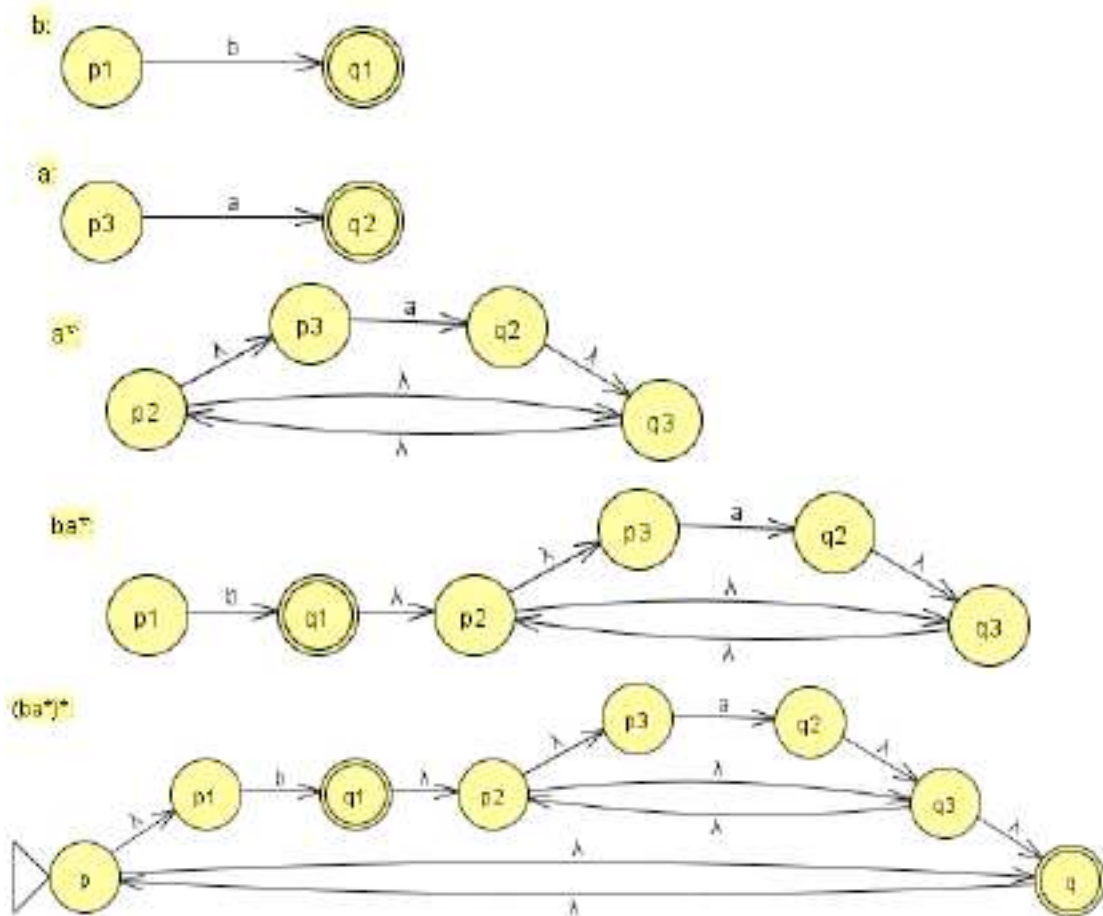 b:
p1 b q1
a:
p3 a q2
a*:
p3 a q2
λ λ
λ
p2 q3
λ
ba*:
p3 a q2
λ λ
λ
p1 b q1 λ p2 q3
λ
(ba*)*:
p3 a q2
λ λ
λ
p1 b q1 λ p2 q3
λ
λ λ
λ
p q
λ